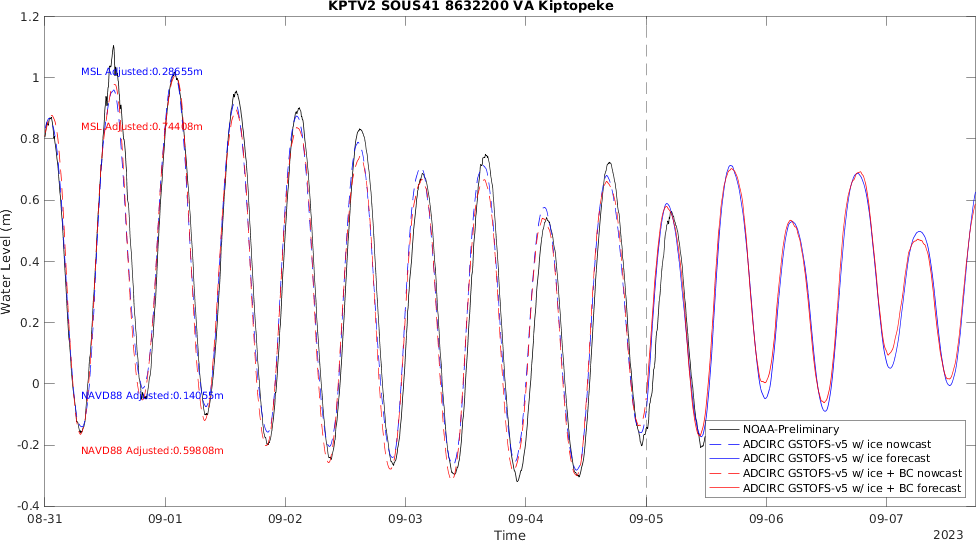 KPTV2 SOUS41 8632200 VA Kiptopeke
1.2
1
0.8
0.6
0.4
0.2
0
-0.2
-0.4
Water Level (m)
MSL Adjusted:0.28655m
MSL Adjusted:0.74408m
NAVD88 Adjusted:0.14055m
NAVD88 Adjusted:0.59808m
NOAA-Preliminary
ADCIRC GSTOFS-v5 w/ ice nowcast
ADCIRC GSTOFS-v5 w/ ice forecast
ADCIRC GSTOFS-v5 w/ ice + BC nowcast
ADCIRC GSTOFS-v5 w/ ice + BC forecast
08-31 09-01 09-02 09-03 09-04 09-05 09-06 09-07
Time
2023